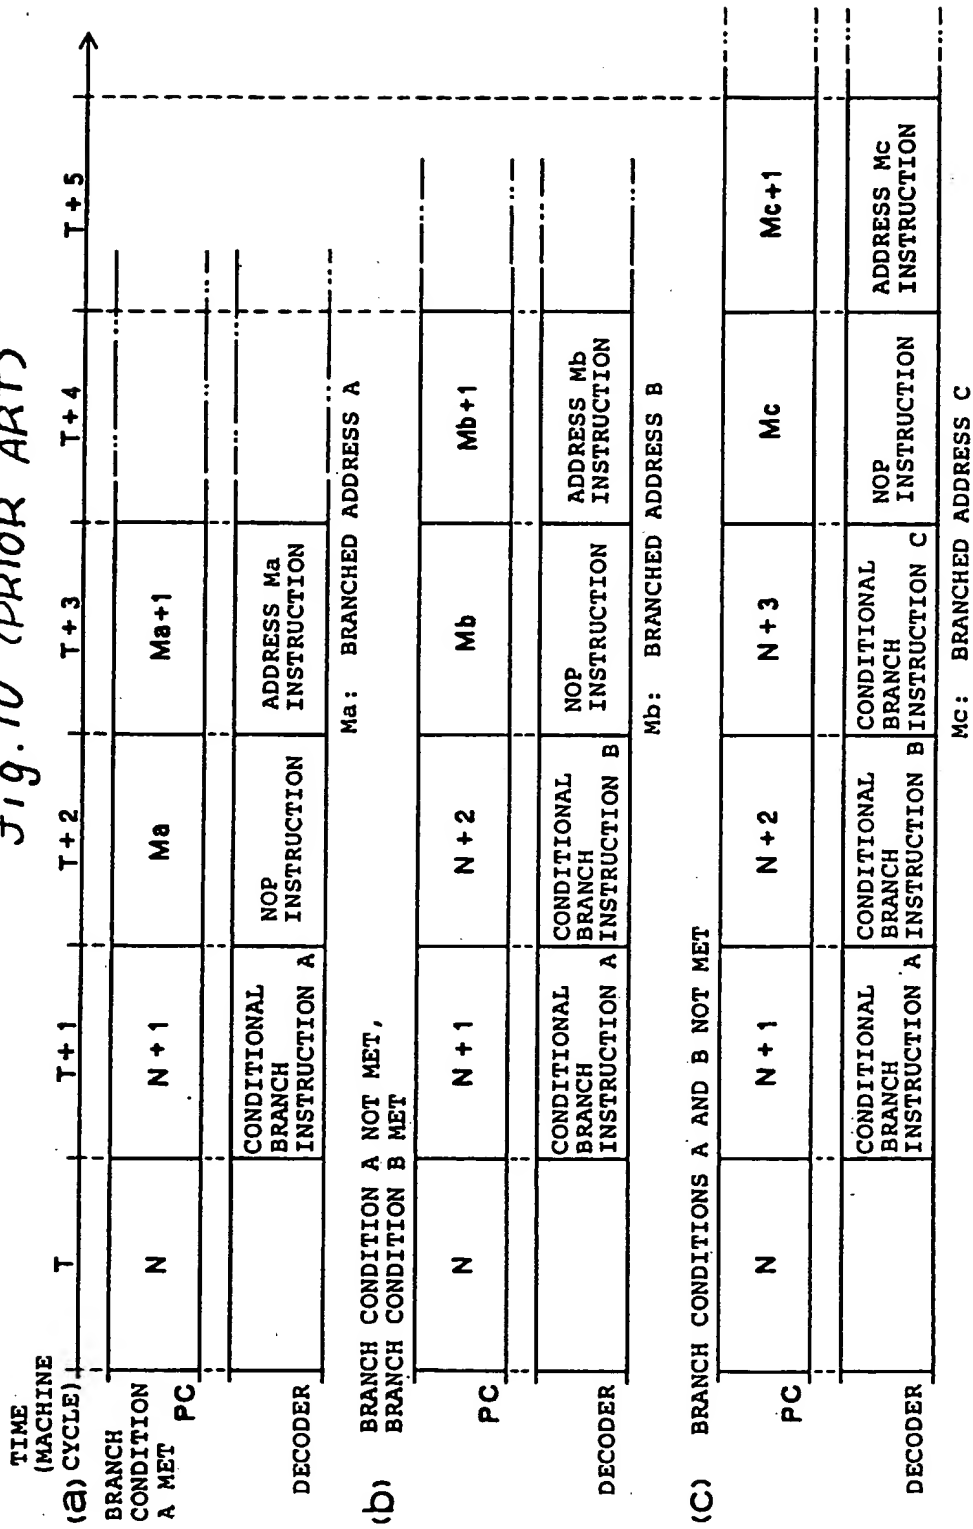 Fig. 10 (PRIOR ART)
TIME
(MACHINE
CYCLE)
T
T+1
T+2
T+3
T+4
T+5
(a)
BRANCH
CONDITION
A MET
PC
N
N+1
Ma
Ma+1
DECODER
CONDITIONAL
BRANCH
INSTRUCTION A
NOP
INSTRUCTION
ADDRESS Ma
INSTRUCTION
Ma: BRANCHED ADDRESS A
(b)
BRANCH CONDITION A NOT MET,
BRANCH CONDITION B MET
PC
N
N+1
N+2
Mb
Mb+1
DECODER
CONDITIONAL
BRANCH
INSTRUCTION A
CONDITIONAL
BRANCH
INSTRUCTION B
NOP
INSTRUCTION
ADDRESS Mb
INSTRUCTION
Mb: BRANCHED ADDRESS B
(C)
BRANCH CONDITIONS A AND B NOT MET
PC
N
N+1
N+2
N+3
Mc
Mc+1
DECODER
CONDITIONAL
BRANCH
INSTRUCTION A
CONDITIONAL
BRANCH
INSTRUCTION B
CONDITIONAL
BRANCH
INSTRUCTION C
NOP
INSTRUCTION
ADDRESS Mc
INSTRUCTION
Mc: BRANCHED ADDRESS C